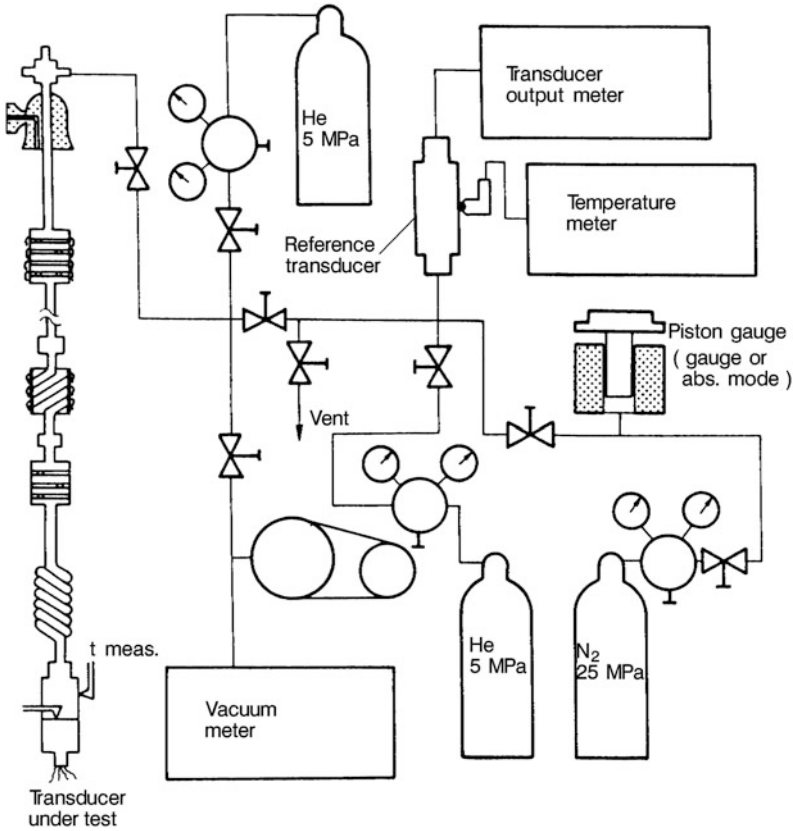 He
5 MPa
Transducer
output meter
Temperature
meter
Reference
transducer
Piston gauge
( gauge or
abs. mode )
Vent
t meas.
He
5 MPa
N2
25 MPa
Vacuum
meter
Transducer
under test